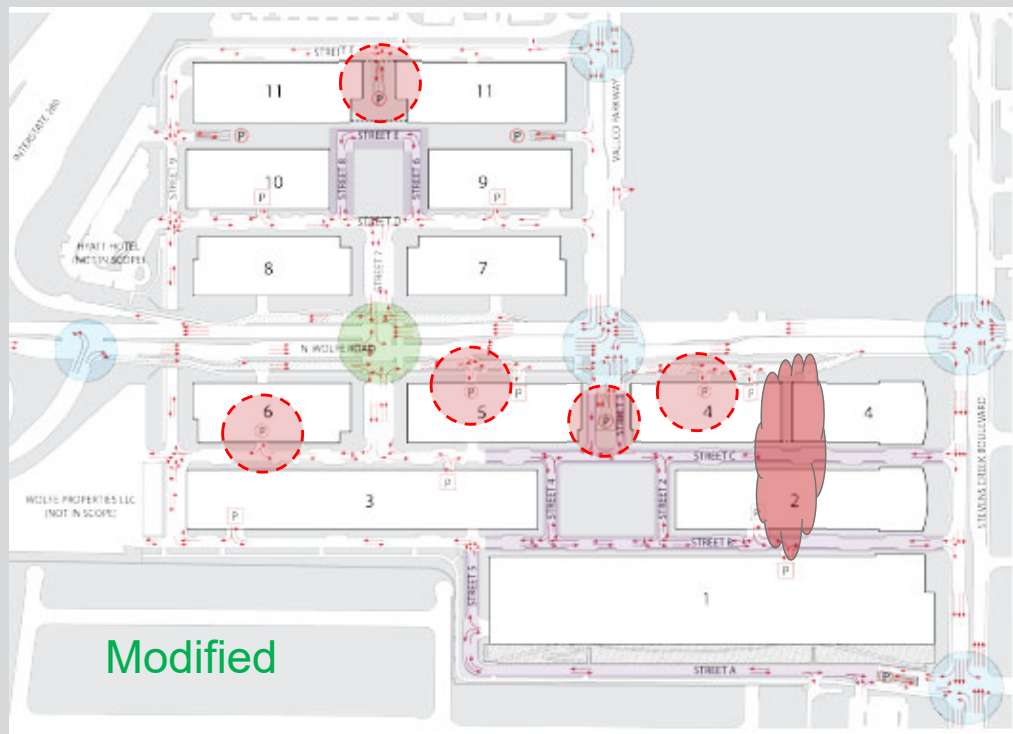 STREET
11
11
P
INTERSTATE 280
P
STREET E
P
VALLCO PARKWAY
STREET 9
10
STREET 8
STREET 6
9
P
P
STREET D
HYATT HOTEL
(NOT IN SCOPE)
8
STREET 7
7
N. WOLFE ROAD
P
P
P
P
6
5
4
4
P
P
STREET C
STEVENS CREEK BOULEVARD
WOLFE PROPERTIES LLC
(NOT IN SCOPE)
3
P
STREET 4
STREET 2
2
P
STREET B
P
STREET 5
1
Modified
STREET A
P